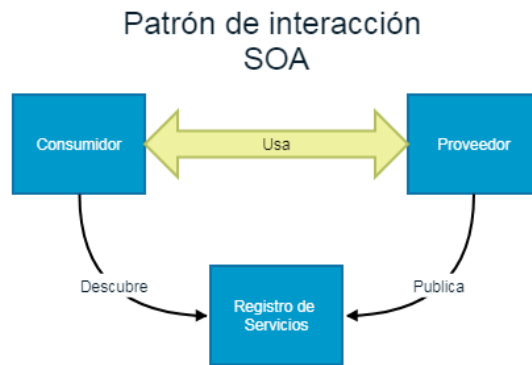 Patrón de interacción
SOA
Consumidor
Usa
Proveedor
Descubre
Publica
Registro de
Servicios